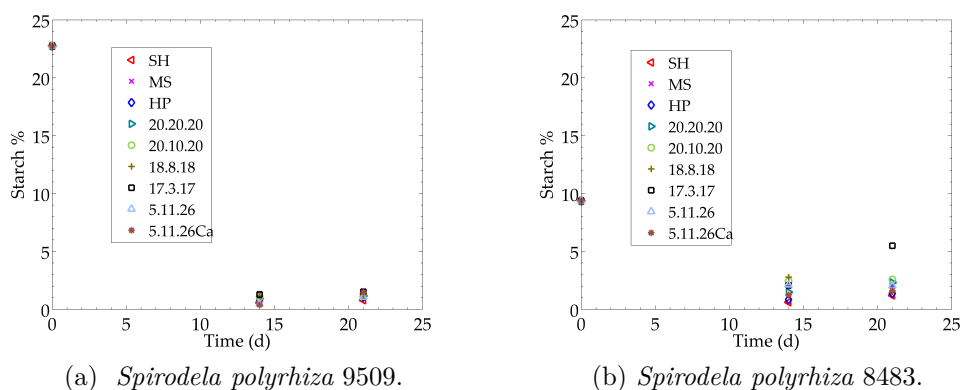 25
20
15
10
5
0
Starch %
SH
MS
HP
20.20.20
20.10.20
18.8.18
17.3.17
5.11.26
5.11.26Ca
0 5 10 15 20 25
Time (d)
(a) Spirodela polyrhiza 9509.
25
20
15
10
5
0
Starch %
SH
MS
HP
20.20.20
20.10.20
18.8.18
17.3.17
5.11.26
5.11.26Ca
0 5 10 15 20 25
Time (d)
(b) Spirodela polyrhiza 8483.